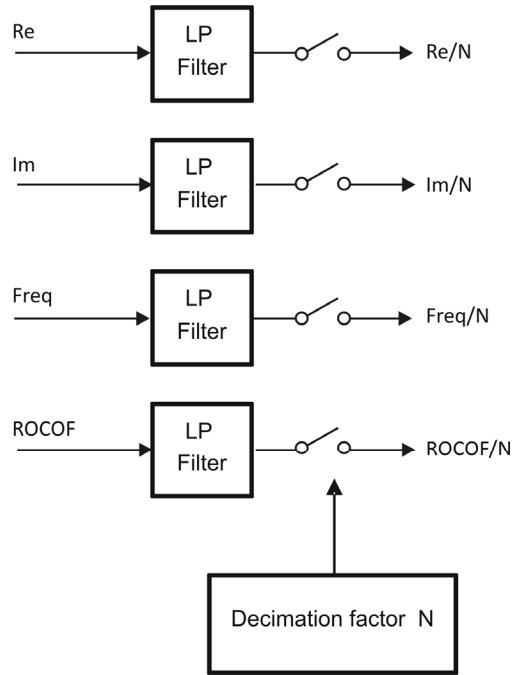 Re
LP
Filter
Re/N
Im
LP
Filter
Im/N
Freq
LP
Filter
Freq/N
ROCOF
LP
Filter
ROCOF/N
Decimation factor N